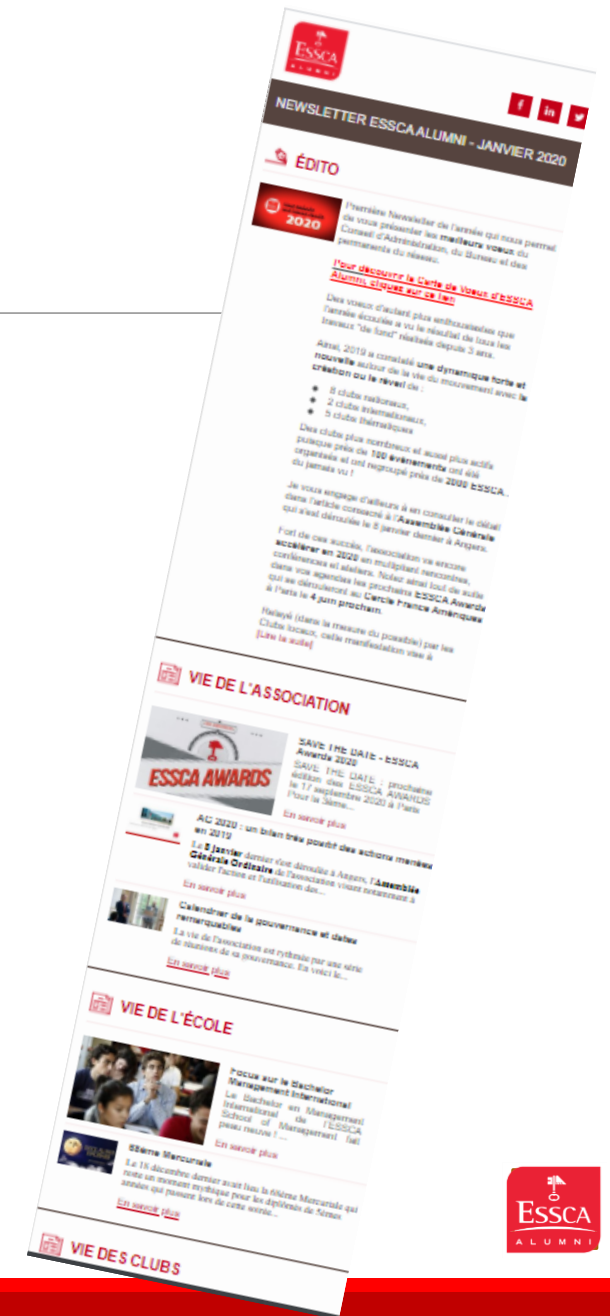 ESSCA
ALUMNI
NEWSLETTER ESSCA ALUMNI - JANVIER 2020
ÉDITO
2020
Première Newsletter de l'année qui nous permet
de vous présenter les meilleurs voeux du
Conseil d'Administration, du Bureau et des
permanents du réseau.
Pour découvrir la Carte de Voeux d'ESSCA
Alumni, cliquez sur ce lien
Des voeux d'autant plus enthousiastes que
l'année écoulée a vu le résultat de tous les
travaux "de fond" réalisés depuis 3 ans.
Ainsi, 2019 a constaté une dynamique forte et
nouvelle autour de la vie du mouvement avec la
création ou le réveil de :
8 clubs nationaux,
2 clubs internationaux,
5 clubs thématiques
Des clubs plus nombreux et aussi plus actifs
puisque près de 100 événements ont été
organisés et ont regroupé près de 2000 ESSCA,
du jamais vu !
Je vous engage d'ailleurs à en consulter le détail
dans l'article consacré à l'Assemblée Générale
qui s'est déroulée le 8 janvier dernier à Angers.
Fort de ces succès, l'association va encore
accélérer en 2020 en multipliant rencontres,
conférences et ateliers. Notez ainsi tout de suite
dans vos agendas les prochains ESSCA Awards
qui se dérouleront au Cercle France Amériques
à Paris le 4 juin prochain.
Relayé (dans la mesure du possible) par les
Clubs locaux, cette manifestation vise à
[Lire la suite]
VIE DE L'ASSOCIATION
ESSCA AWARDS
SAVE THE DATE - ESSCA
Awards 2020
SAVE THE DATE : prochaine
édition des ESSCA AWARDS
le 17 septembre 2020 à Paris
Pour la 3ème...
En savoir plus
AG 2020 : un bilan très positif des actions menées
en 2019
Le 8 janvier dernier s'est déroulée à Angers, l'Assemblée
Générale Ordinaire de l'association visant notamment à
valider l'action et l'utilisation des...
En savoir plus
Calendrier de la gouvernance et dates
remarquables
La vie de l'association est rythmée par une série
de réunions de sa gouvernance. En voici le...
En savoir plus
VIE DE L'ÉCOLE
Focus sur le Bachelor
Management International
Le Bachelor en Management
International de l'ESSCA
School of Management fait
peau neuve ! ...
En savoir plus
68ème Mercuriale
Le 18 décembre dernier avait lieu la 68ème Mercuriale qui
reste un moment mythique pour les diplômés de 5èmes
années qui passent lors de cette soirée...
En savoir plus
VIE DES CLUBS
ESSCA
ALUMNI